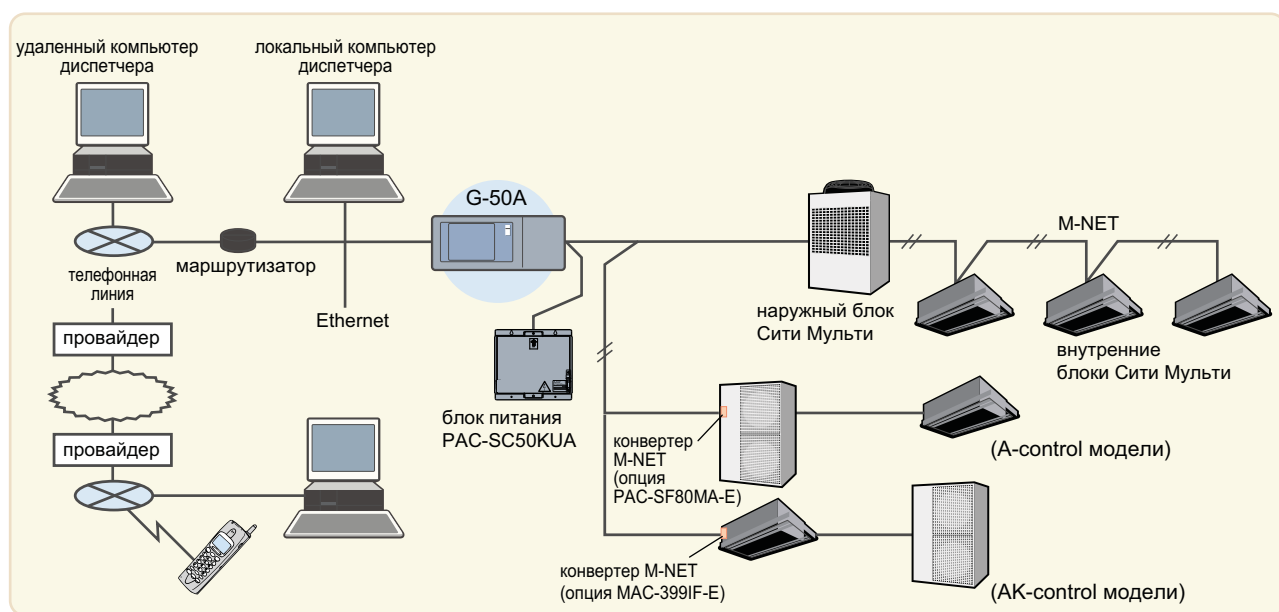 удаленный компьютер
диспетчера
локальный компьютер
диспетчера
G-50A
M-NET
маршрутизатор
телефонная
линия
Ethernet
наружный блок
Сити Мульти
внутренние
блоки Сити Мульти
провайдер
блок питания
PAC-SC50KUA
конвертер
M-NET
(опция
PAC-SF80MA-E)
(A-control модели)
провайдер
конвертер M-NET
(опция MAC-399IF-E)
(AK-control модели)